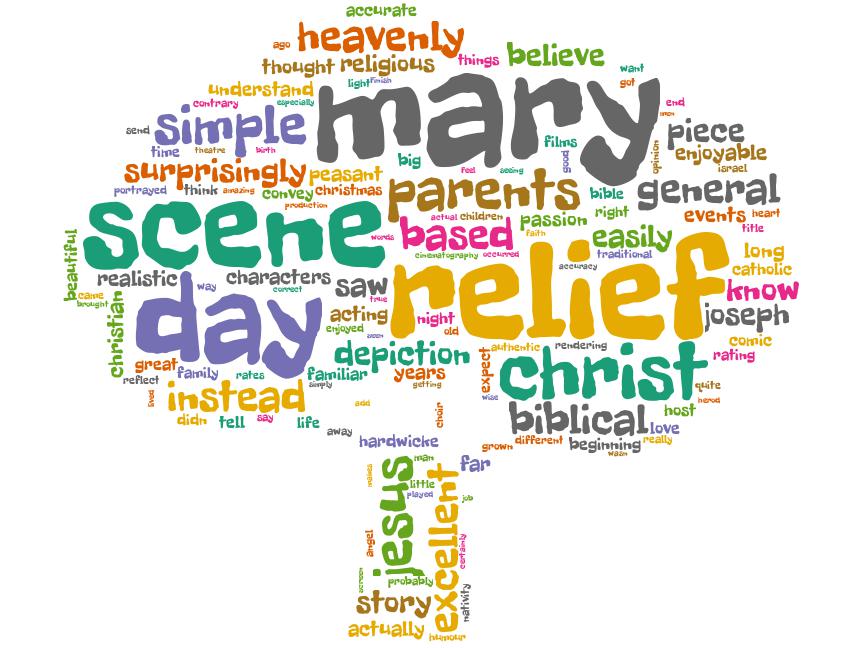 accurate
ago
heavenly
things
believe
thought
religious
want
understand
light
finish
got
contrary
especially
mary
end
send
simple
films
piece
time
theatre
birth
big
good
opinion
enjoyable
surprisingly
peasant
feel
seeing
israel
portrayed
think
amazing
convey
christmas
parents
bible
general
production
scene
words
actual
children
passion
right
events
heart
title
based
faith
easily
beautiful
cinematography
occurred
traditional
long
realistic
way
characters
saw
relief
accuracy
catholic
came
brought
correct
true
know
christian
day
acting
night
joseph
enjoyed
old
comic
great
family
rates
familiar
depiction
years
authentic
rendering
rating
reflect
simply
getting
expect
christ
quite
lived
instead
add
wise
herod
didn
tell
say
life
choir
biblical
love
host
away
hardwicke
grown
different
beginning
really
wasn
makes
jesus
man
far
little
played
excellent
job
angel
certainly
screen
probably
nativity
story
actually
humour